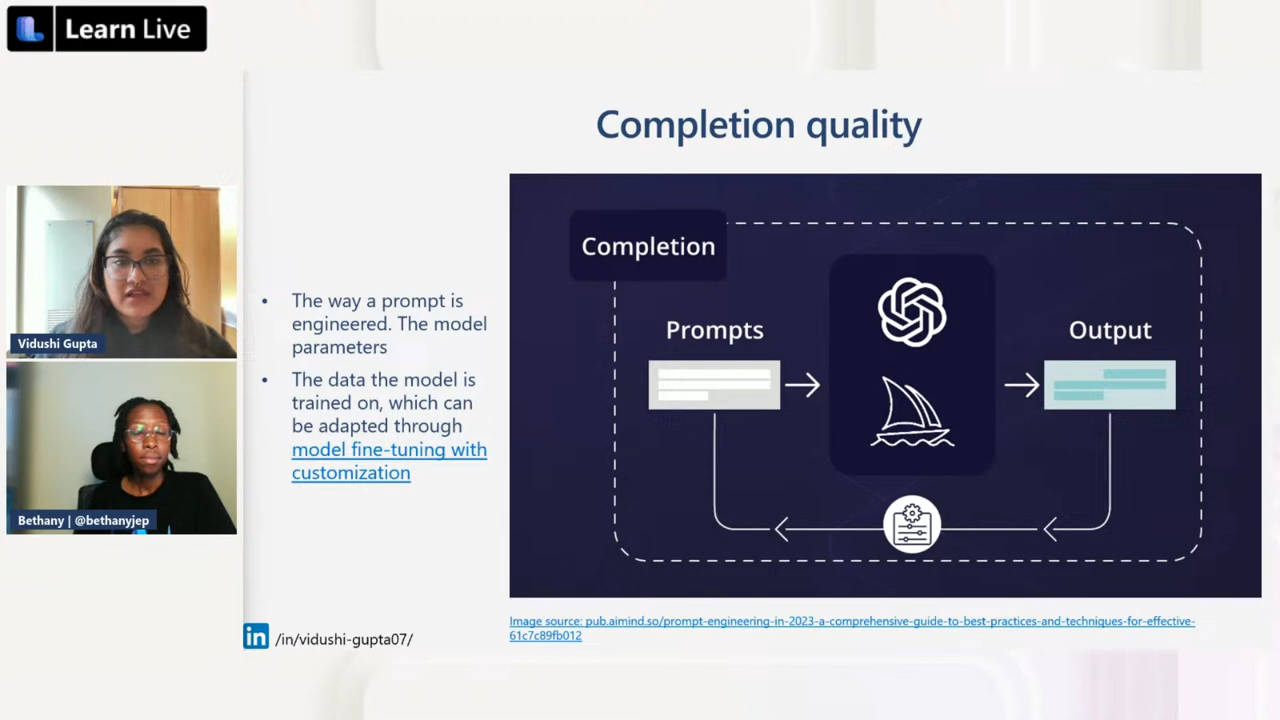 Learn Live
Completion quality
Vidushi Gupta
Bethany | @bethanyjep
• The way a prompt is
engineered. The model
parameters
• The data the model is
trained on, which can
be adapted through
model fine-tuning with
customization
Completion
Prompts
Output
Image source: pub.aimind.so/prompt-engineering-in-2023-a-comprehensive-guide-to-best-practices-and-techniques-for-effective-
61c7c89fb012
in /in/vidushi-gupta07/